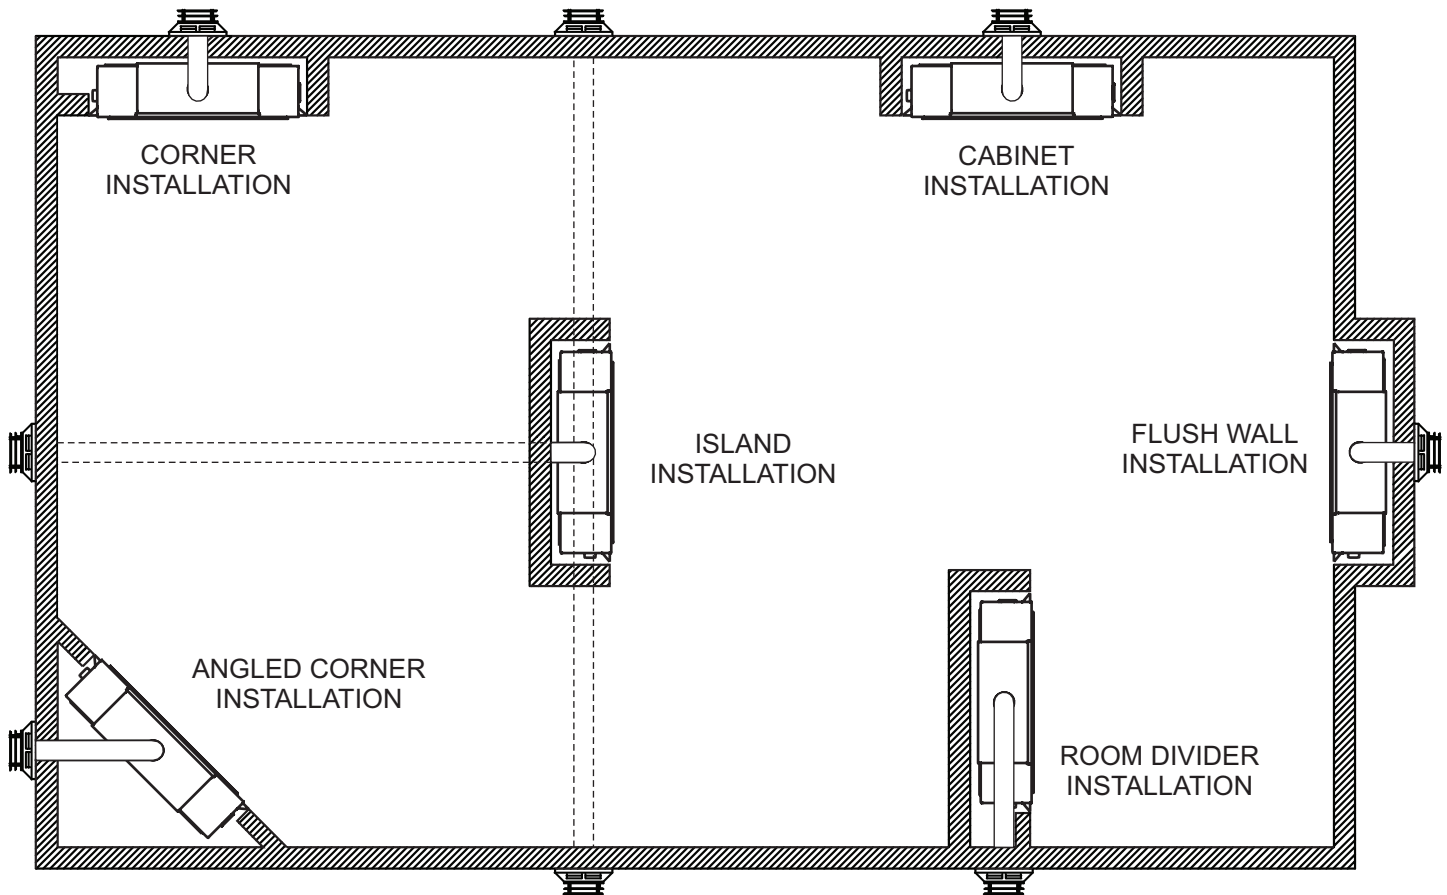 CORNER
INSTALLATION
CABINET
INSTALLATION
ISLAND
INSTALLATION
FLUSH WALL
INSTALLATION
ANGLED CORNER
INSTALLATION
ROOM DIVIDER
INSTALLATION